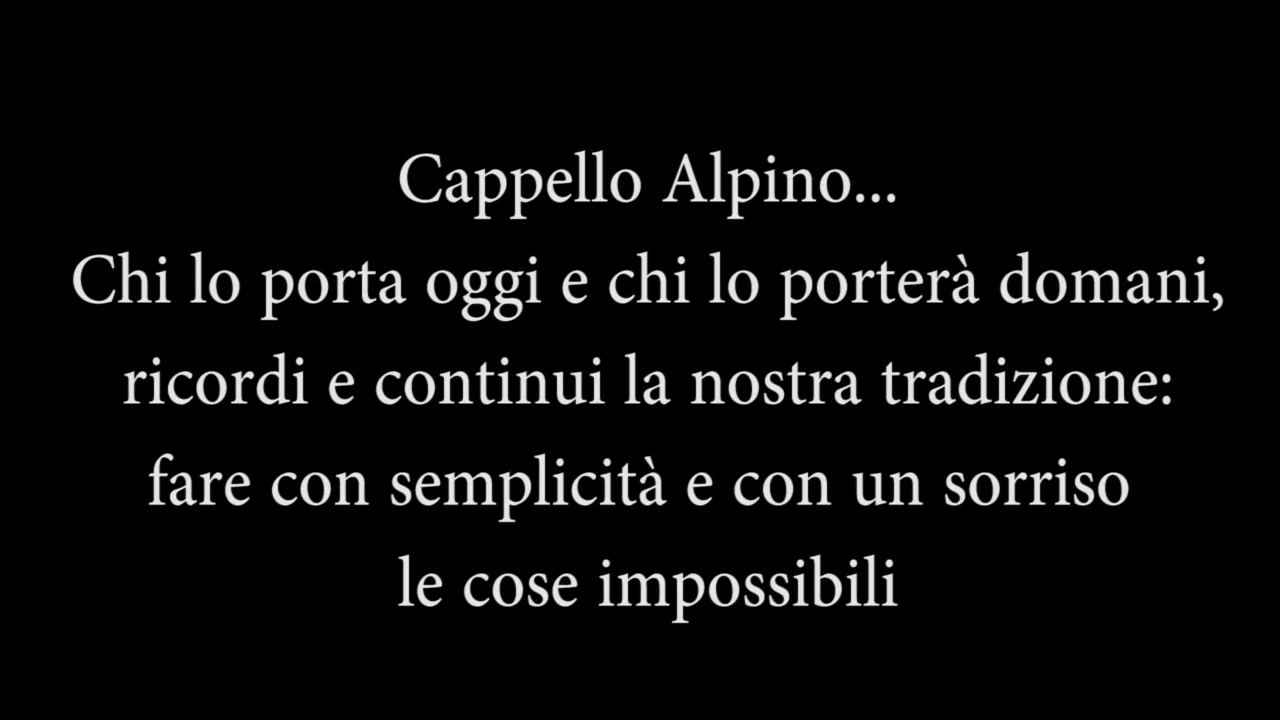 Cappello Alpino...
Chi lo porta oggi e chi lo porterà domani,
ricordi e continui la nostra tradizione:
fare con semplicità e con un sorriso
le cose impossibili